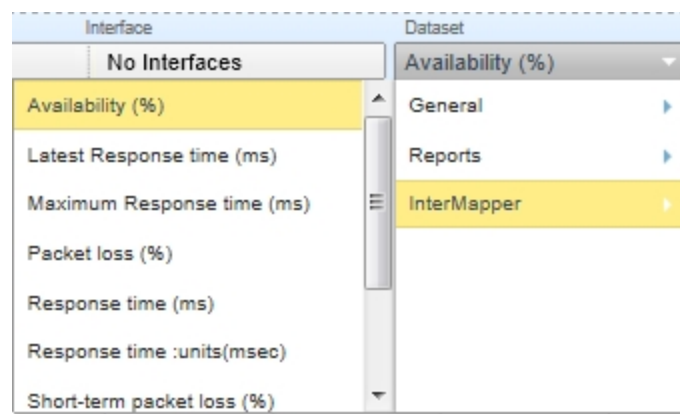 Interface
Dataset
No Interfaces
Availability (%)
Availability (%)
Latest Response time (ms)
Maximum Response time (ms)
Packet loss (%)
Response time (ms)
Response time :units(msec)
Short-term packet loss (%)
General
Reports
InterMapper